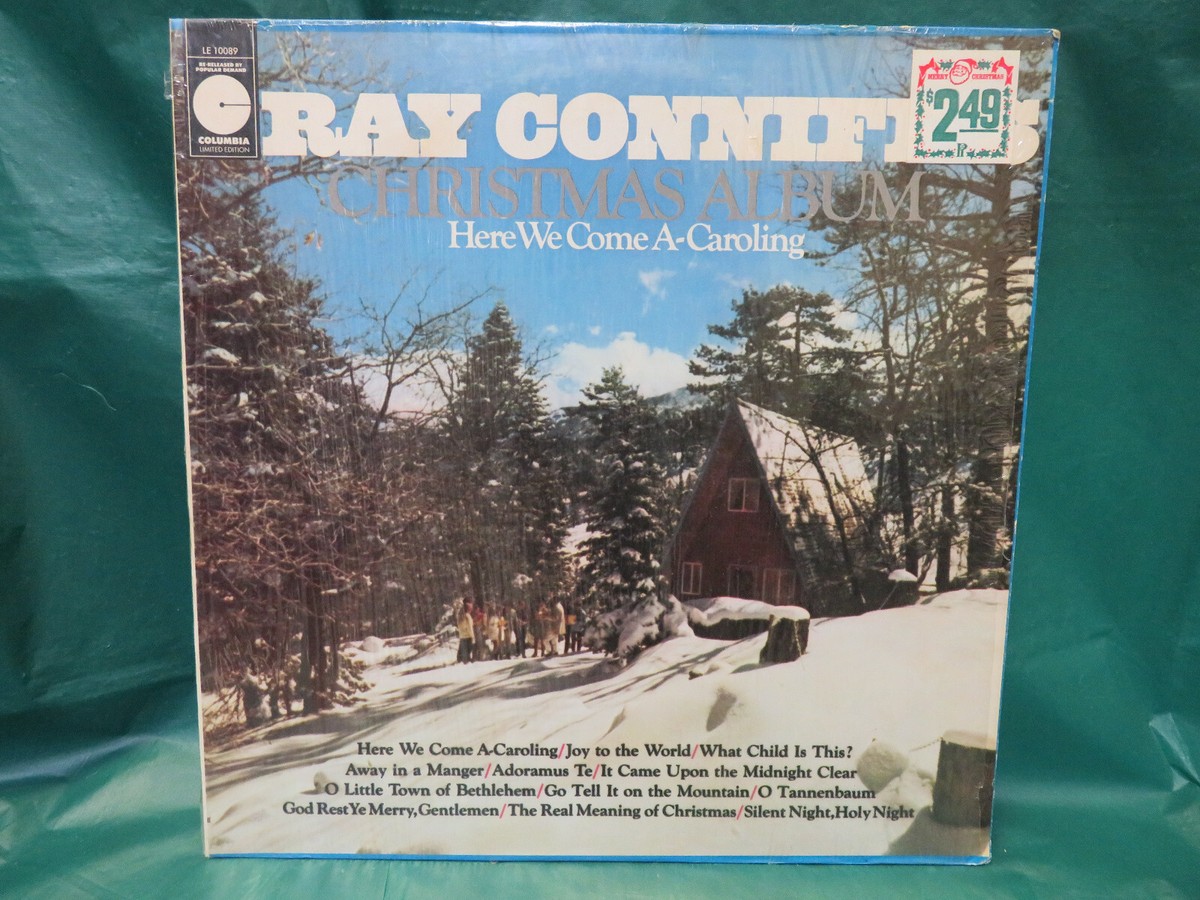 LE 10089
RE-RELEASED BY
POPULAR DEMAND
COLUMBIA
LIMITED EDITION
MERRY CHRISTMAS
$2.49
RAY CONNIFF'S
CHRISTMAS ALBUM
Here We Come A-Caroling
Here We Come A-Caroling/Joy to the World/What Child Is This?
Away in a Manger/Adoramus Te/It Came Upon the Midnight Clear
O Little Town of Bethlehem/Go Tell It on the Mountain/O Tannenbaum
God Rest Ye Merry, Gentlemen/The Real Meaning of Christmas/Silent Night, Holy Night